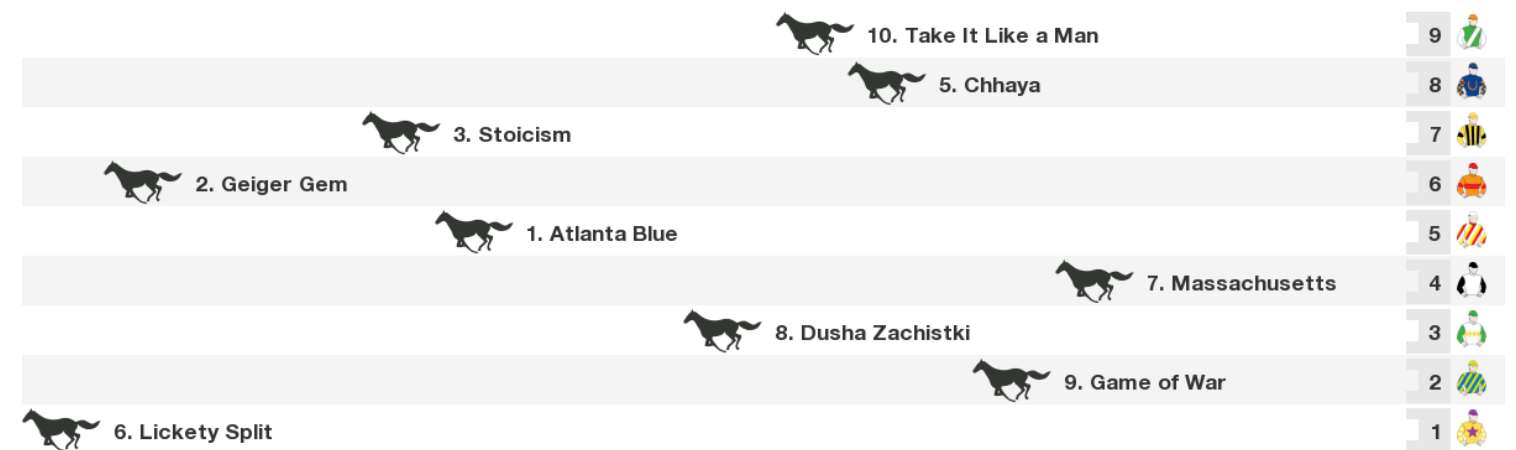 10. Take It Like a Man 9
5. Chhaya 8
3. Stoicism 7
2. Geiger Gem 6
1. Atlanta Blue 5
7. Massachusetts 4
8. Dusha Zachistki 3
9. Game of War 2
6. Lickety Split 1